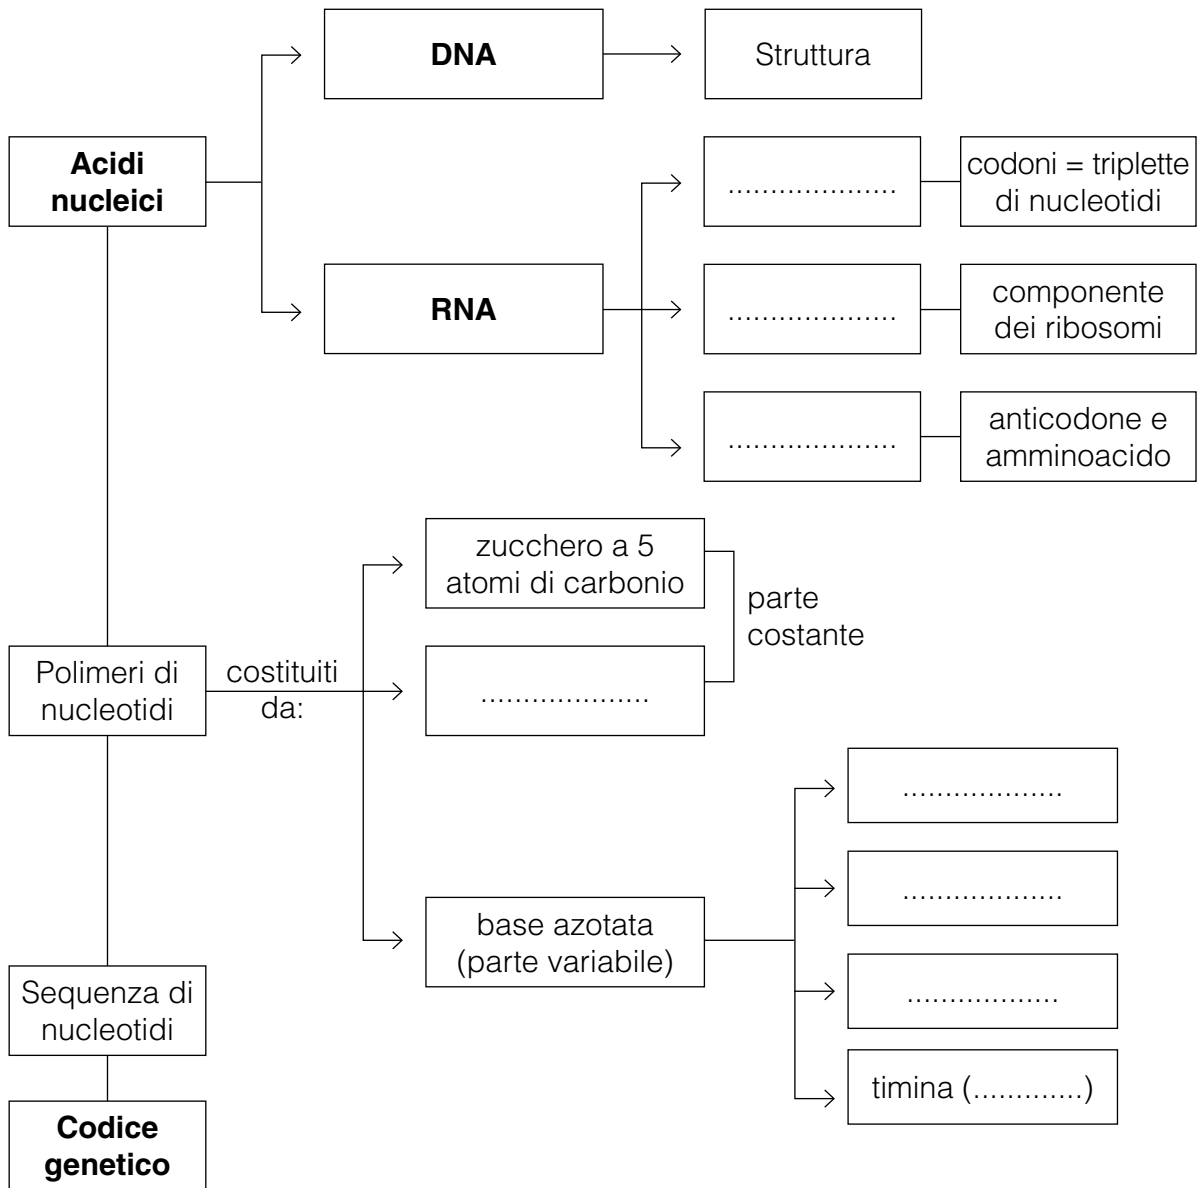 DNA
Struttura
Acidi
nucleici
...................
codoni = triplette
di nucleotidi
RNA
...................
componente
dei ribosomi
...................
anticodone e
amminoacido
zucchero a 5
atomi di carbonio
parte
costante
Polimeri di
nucleotidi
costituiti
da:
...................
...................
...................
base azotata
(parte variabile)
Sequenza di
nucleotidi
..................
timina (.............)
Codice
genetico